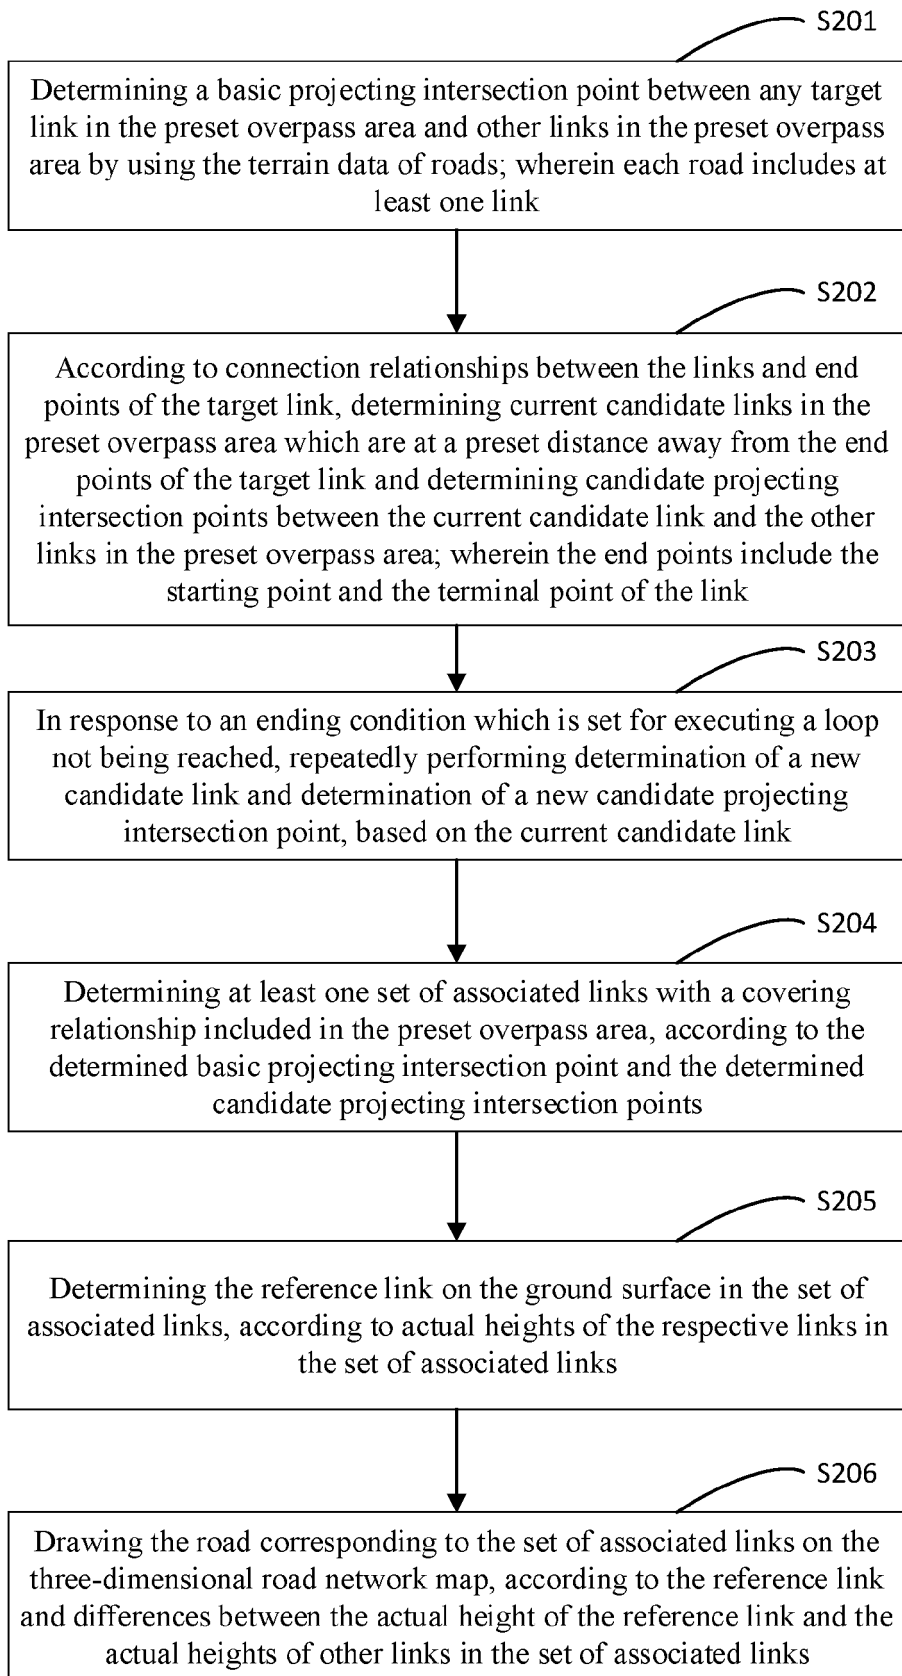 S201
Determining a basic projecting intersection point between any target
link in the preset overpass area and other links in the preset overpass
area by using the terrain data of roads; wherein each road includes at
least one link
S202
According to connection relationships between the links and end
points of the target link, determining current candidate links in the
preset overpass area which are at a preset distance away from the end
points of the target link and determining candidate projecting
intersection points between the current candidate link and the other
links in the preset overpass area; wherein the end points include the
starting point and the terminal point of the link
S203
In response to an ending condition which is set for executing a loop
not being reached, repeatedly performing determination of a new
candidate link and determination of a new candidate projecting
intersection point, based on the current candidate link
S204
Determining at least one set of associated links with a covering
relationship included in the preset overpass area, according to the
determined basic projecting intersection point and the determined
candidate projecting intersection points
S205
Determining the reference link on the ground surface in the set of
associated links, according to actual heights of the respective links in
the set of associated links
S206
Drawing the road corresponding to the set of associated links on the
three-dimensional road network map, according to the reference link
and differences between the actual height of the reference link and the
actual heights of other links in the set of associated links